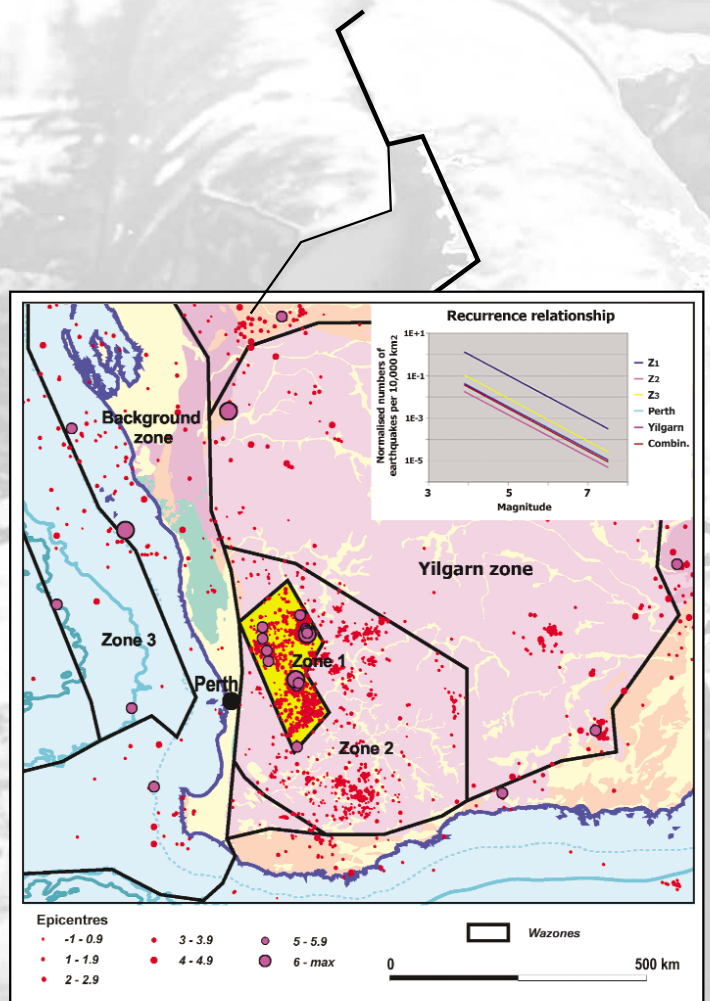 Recurrence relationship
Normalised numbers of
earthquakes per 10,000 km2
1E+1
1E-1
1E-3
1E-5
3
5
7
Magnitude
Z1
Z2
Z3
Perth
Yilgarn
Combin.
Background
zone
Yilgarn zone
Zone 3
Zone 1
Perth
Zone 2
Epicentres
-1 - 0.9
1 - 1.9
2 - 2.9
3 - 3.9
4 - 4.9
5 - 5.9
6 - max
Wazones
0
500 km